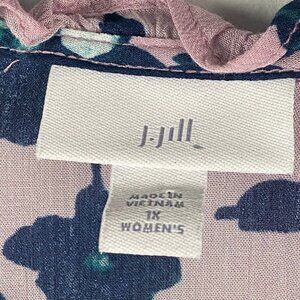 J.Jill
MADE IN
VIETNAM
1X
WOMEN'S